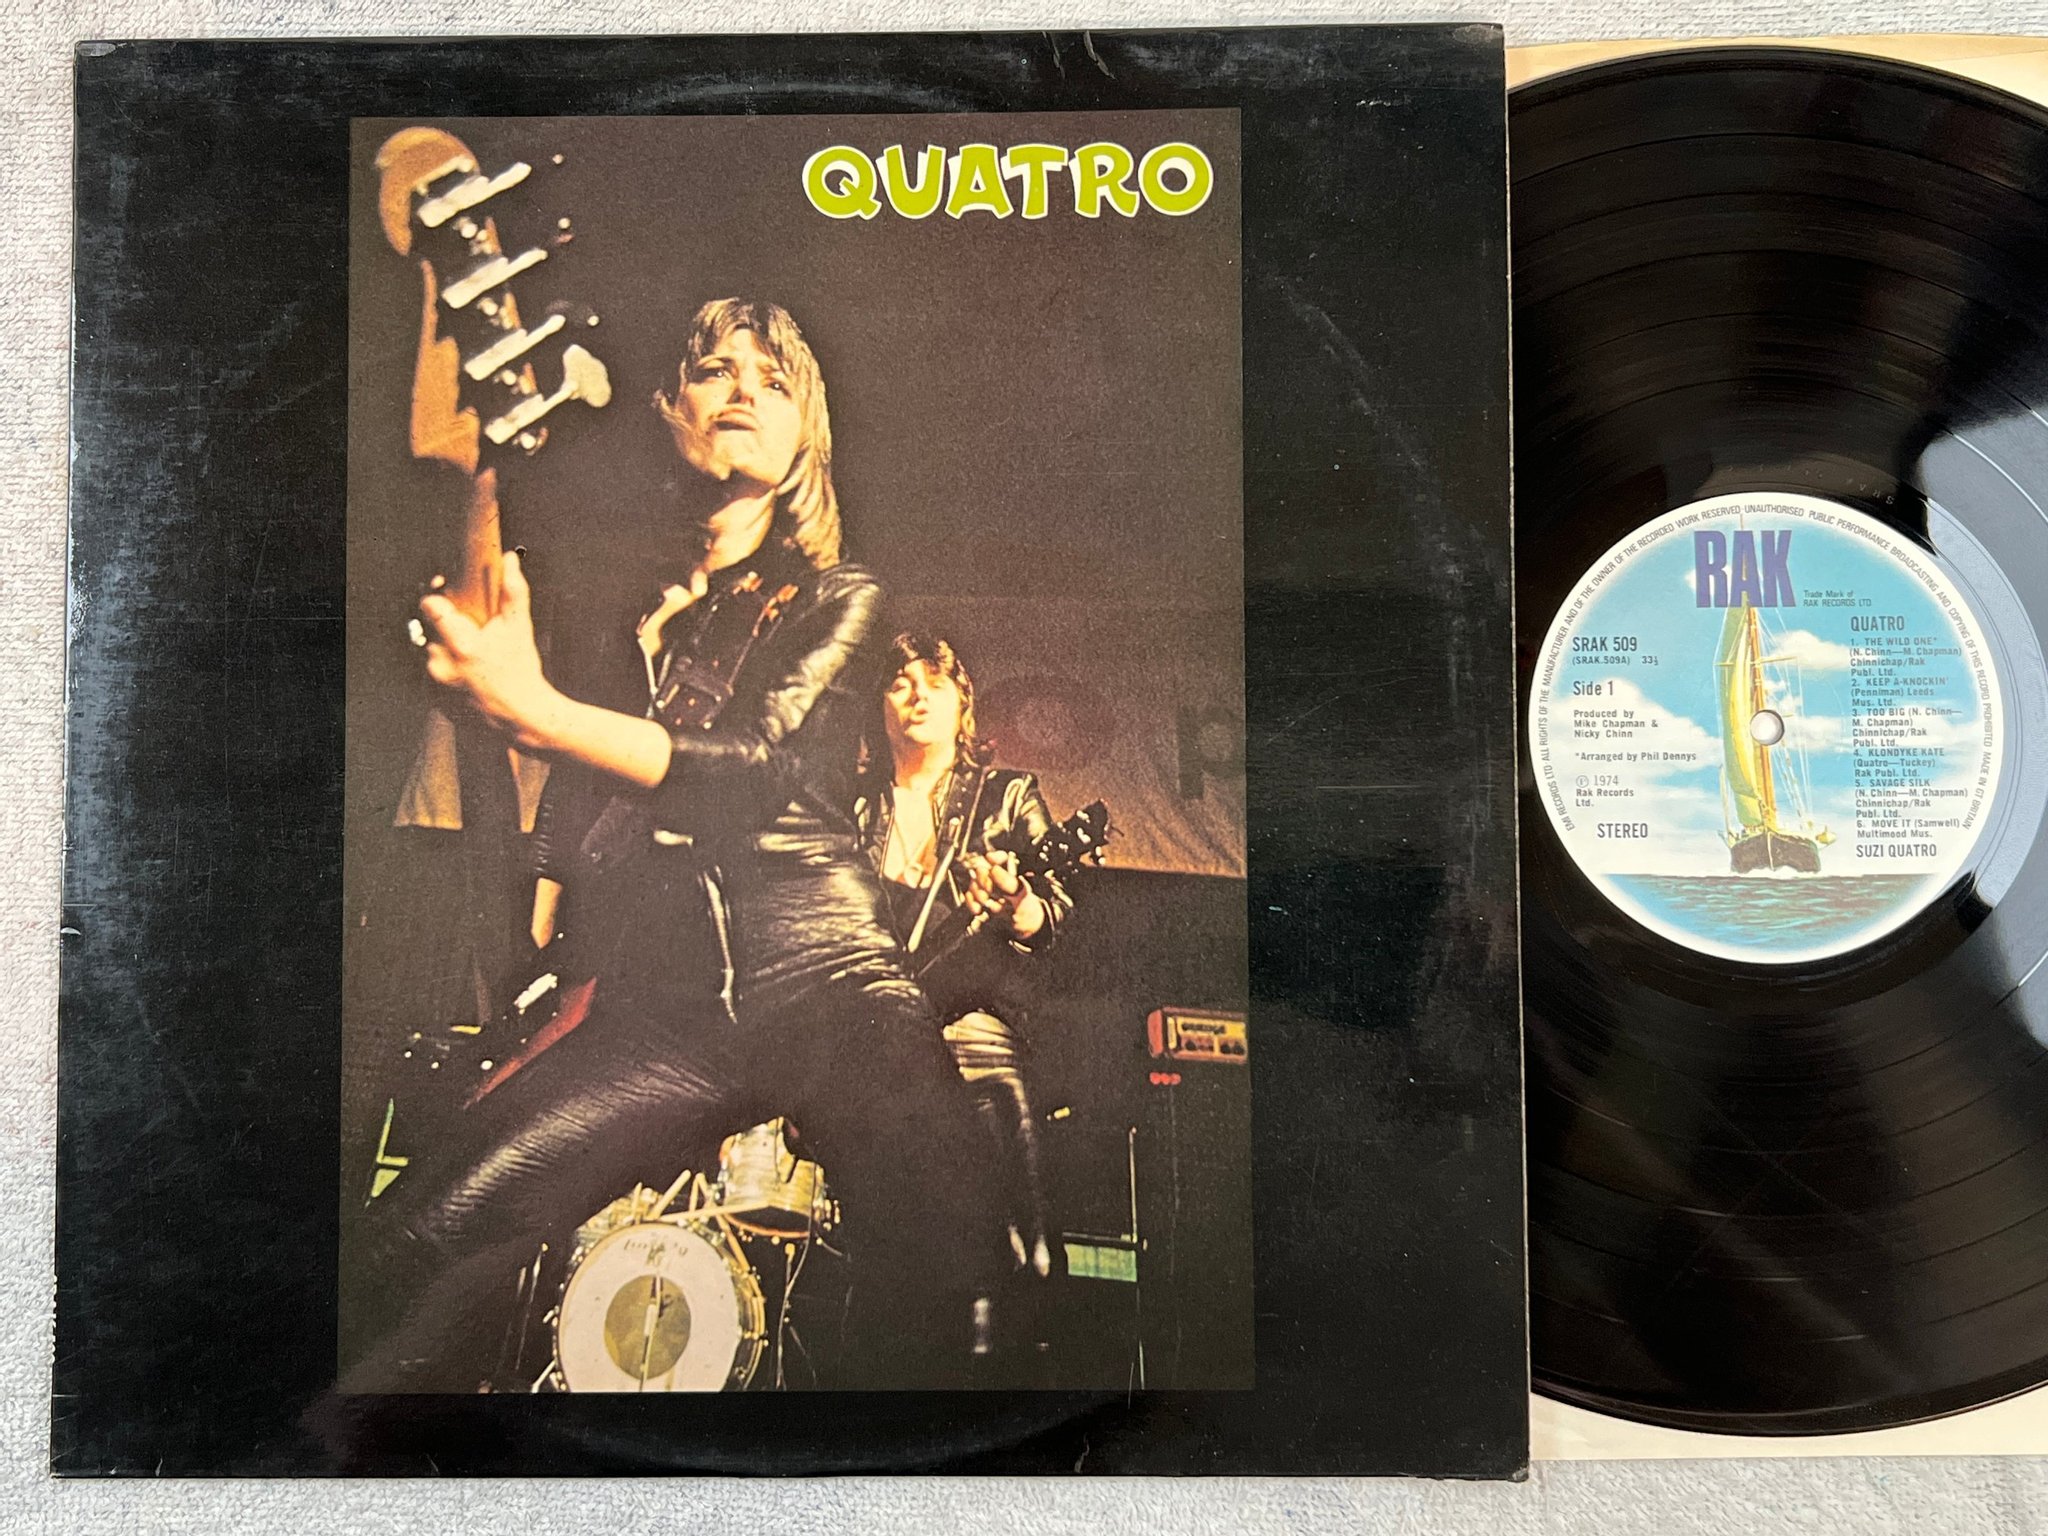 QUATRO
EMI RECORDS LTD ALL RIGHTS OF THE MANUFACTURER AND OF THE OWNER OF THE RECORDED WORK RESERVED UNAUTHORISED PUBLIC PERFORMANCE BROADCASTING AND COPYING OF THIS RECORD PROHIBITED MADE IN GT BRITAIN
RAK
Trade Mark of
RAK RECORDS LTD.
SRAK 509
(SRAK.509A) 33⅓
Side 1
Produced by
Mike Chapman &
Nicky Chinn
*Arranged by Phil Dennys
Ⓟ 1974
Rak Records
Ltd.
STEREO
QUATRO
1. THE WILD ONE*
(N. Chinn—M. Chapman)
Chinnichap/Rak
Publ. Ltd.
2. KEEP A-KNOCKIN'
(Penniman) Leeds
Mus. Ltd.
3. TOO BIG (N. Chinn—
M. Chapman)
Chinnichap/Rak
Publ. Ltd.
4. KLONDYKE KATE
(Quatro—Tuckey)
Rak Publ. Ltd.
5. SAVAGE SILK
(N. Chinn—M. Chapman)
Chinnichap/Rak
Publ. Ltd.
6. MOVE IT (Samwell)
Multimood Mus.
SUZI QUATRO